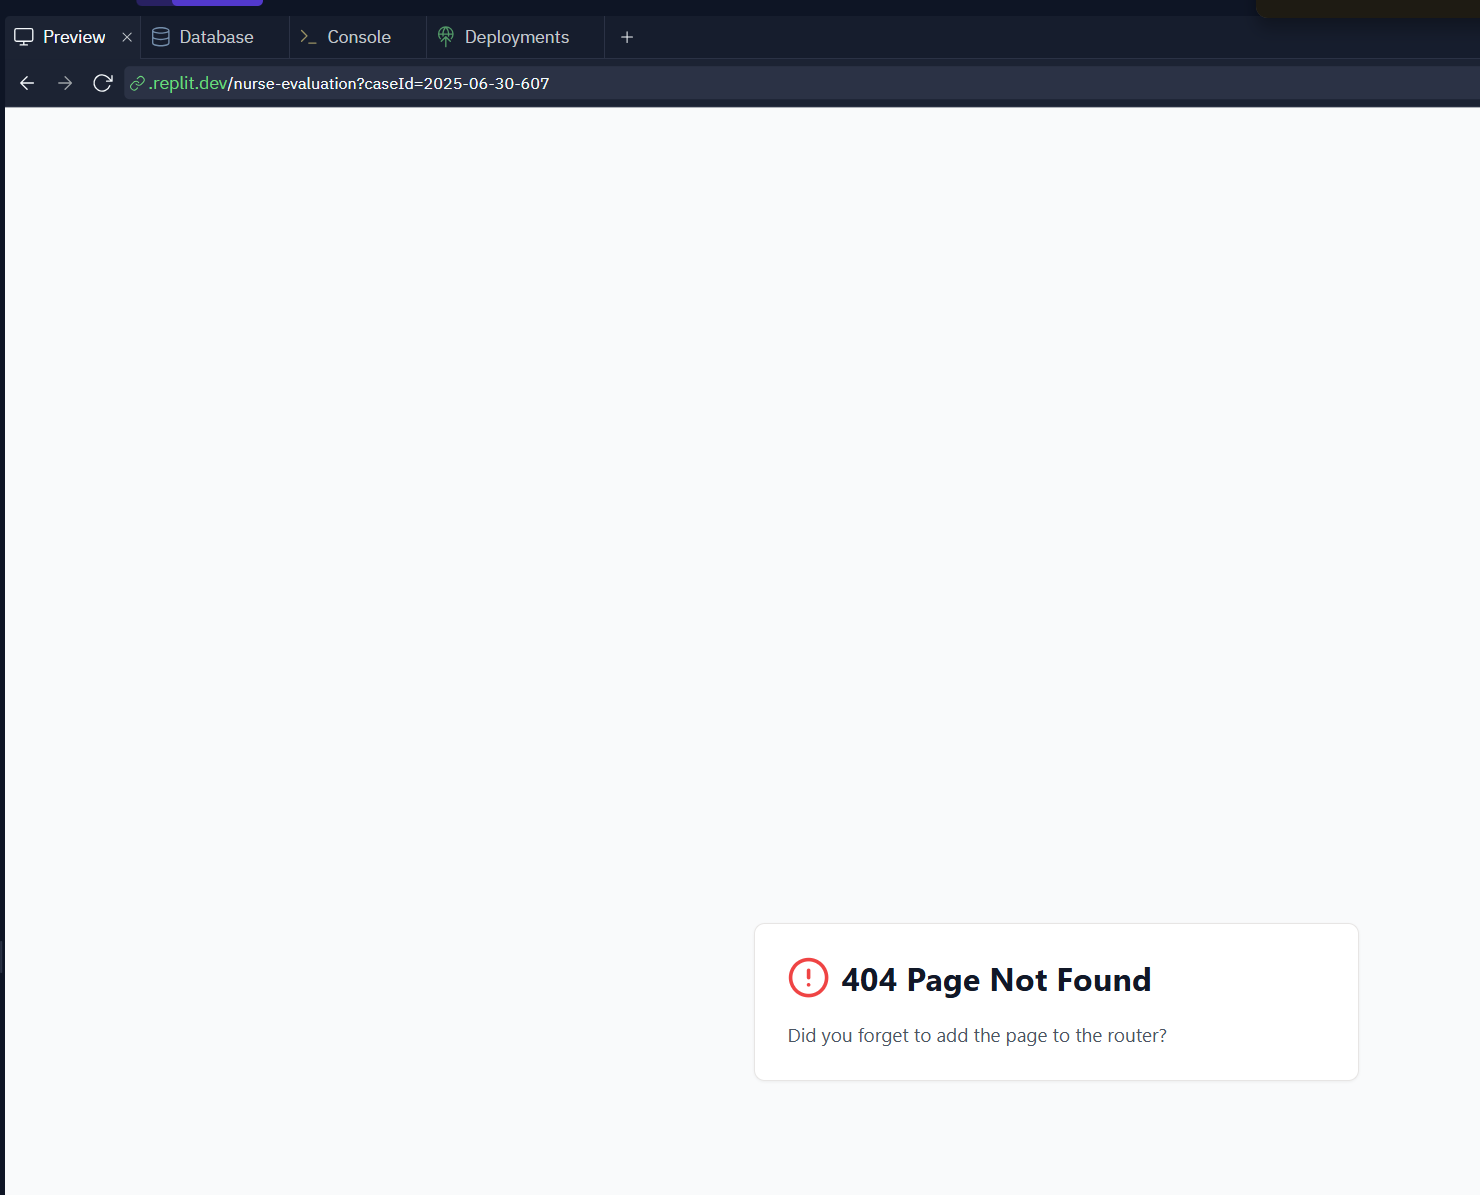 Preview Database Console Deployments
.replit.dev/nurse-evaluation?caseId=2025-06-30-607
404 Page Not Found
Did you forget to add the page to the router?